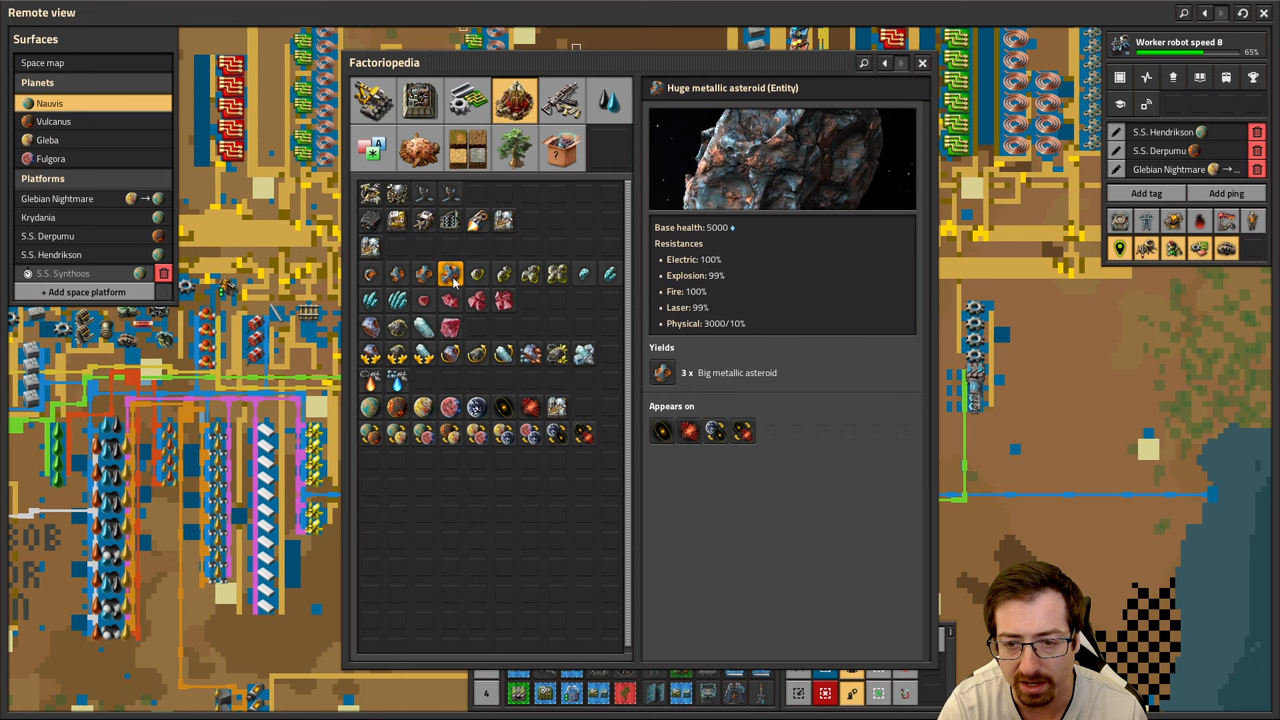 Remote view
Surfaces
Space map
Planets
Nauvis
Vulcanus
Gleba
Fulgora
Platforms
Glebian Nightmare
Krydania
S.S. Derpumu
S.S. Hendrikson
S.S. Synthoos
+ Add space platform
Factoriopedia
Huge metallic asteroid (Entity)
Base health: 5000
Resistances
Electric: 100%
Explosion: 99%
Fire: 100%
Laser: 99%
Physical: 3000/10%
Yields
3 x Big metallic asteroid
Appears on
Worker robot speed 8
65%
S.S. Hendrikson
S.S. Derpumu
Glebian Nightmare → ...
Add tag
Add ping
4